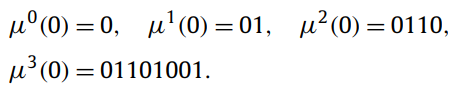 μ⁰(0) = 0, μ¹(0) = 01, μ²(0) = 0110,
μ³(0) = 01101001.